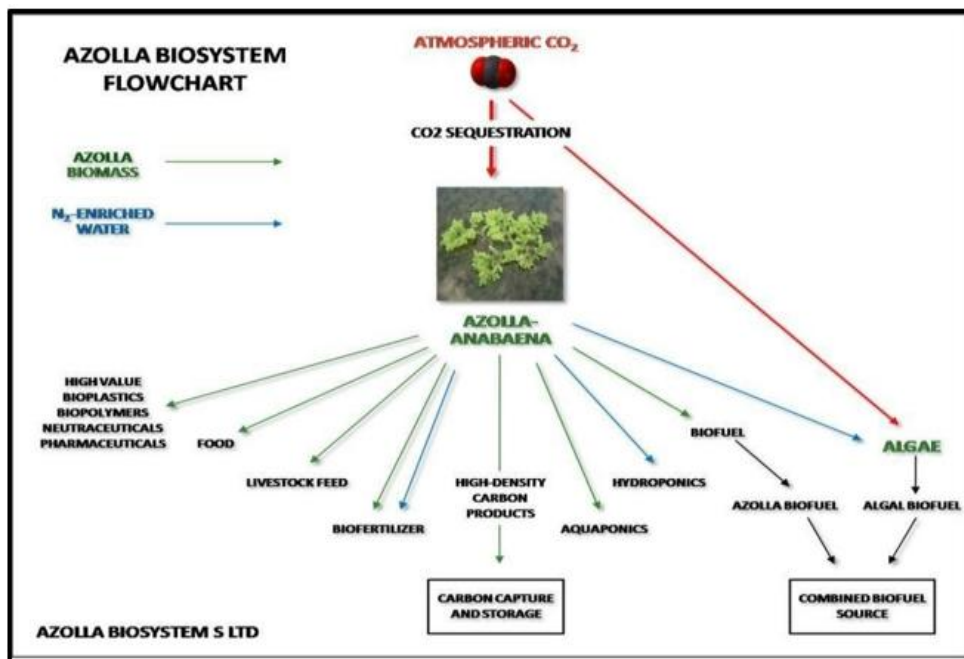 AZOLLA BIOSYSTEM
FLOWCHART
ATMOSPHERIC CO₂
CO2 SEQUESTRATION
AZOLLA
BIOMASS
N₂-ENRICHED
WATER
AZOLLA-
ANABAENA
HIGH VALUE
BIOPLASTICS
BIOPOLYMERS
NEUTRACEUTICALS
PHARMACEUTICALS
FOOD
LIVESTOCK FEED
BIOFERTILIZER
HIGH-DENSITY
CARBON
PRODUCTS
AQUAPONICS
HYDROPONICS
BIOFUEL
ALGAE
AZOLLA BIOFUEL
ALGAL BIOFUEL
CARBON CAPTURE
AND STORAGE
COMBINED BIOFUEL
SOURCE
AZOLLA BIOSYSTEM S LTD